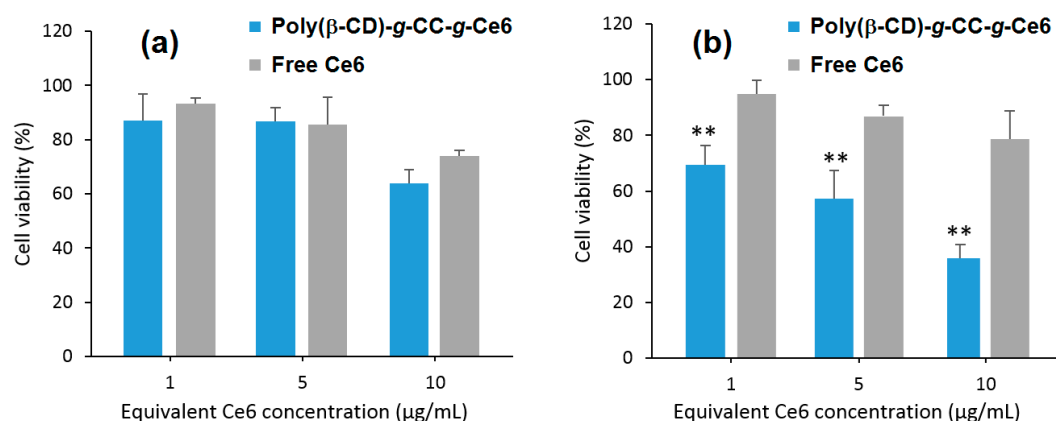 (a)
Poly(β-CD)-g-CC-g-Ce6
Free Ce6
Cell viability (%)
120
100
80
60
40
20
0
1 5 10
Equivalent Ce6 concentration (µg/mL)
(b)
Poly(β-CD)-g-CC-g-Ce6
Free Ce6
Cell viability (%)
120
100
80
60
40
20
0
**
**
**
1 5 10
Equivalent Ce6 concentration (µg/mL)